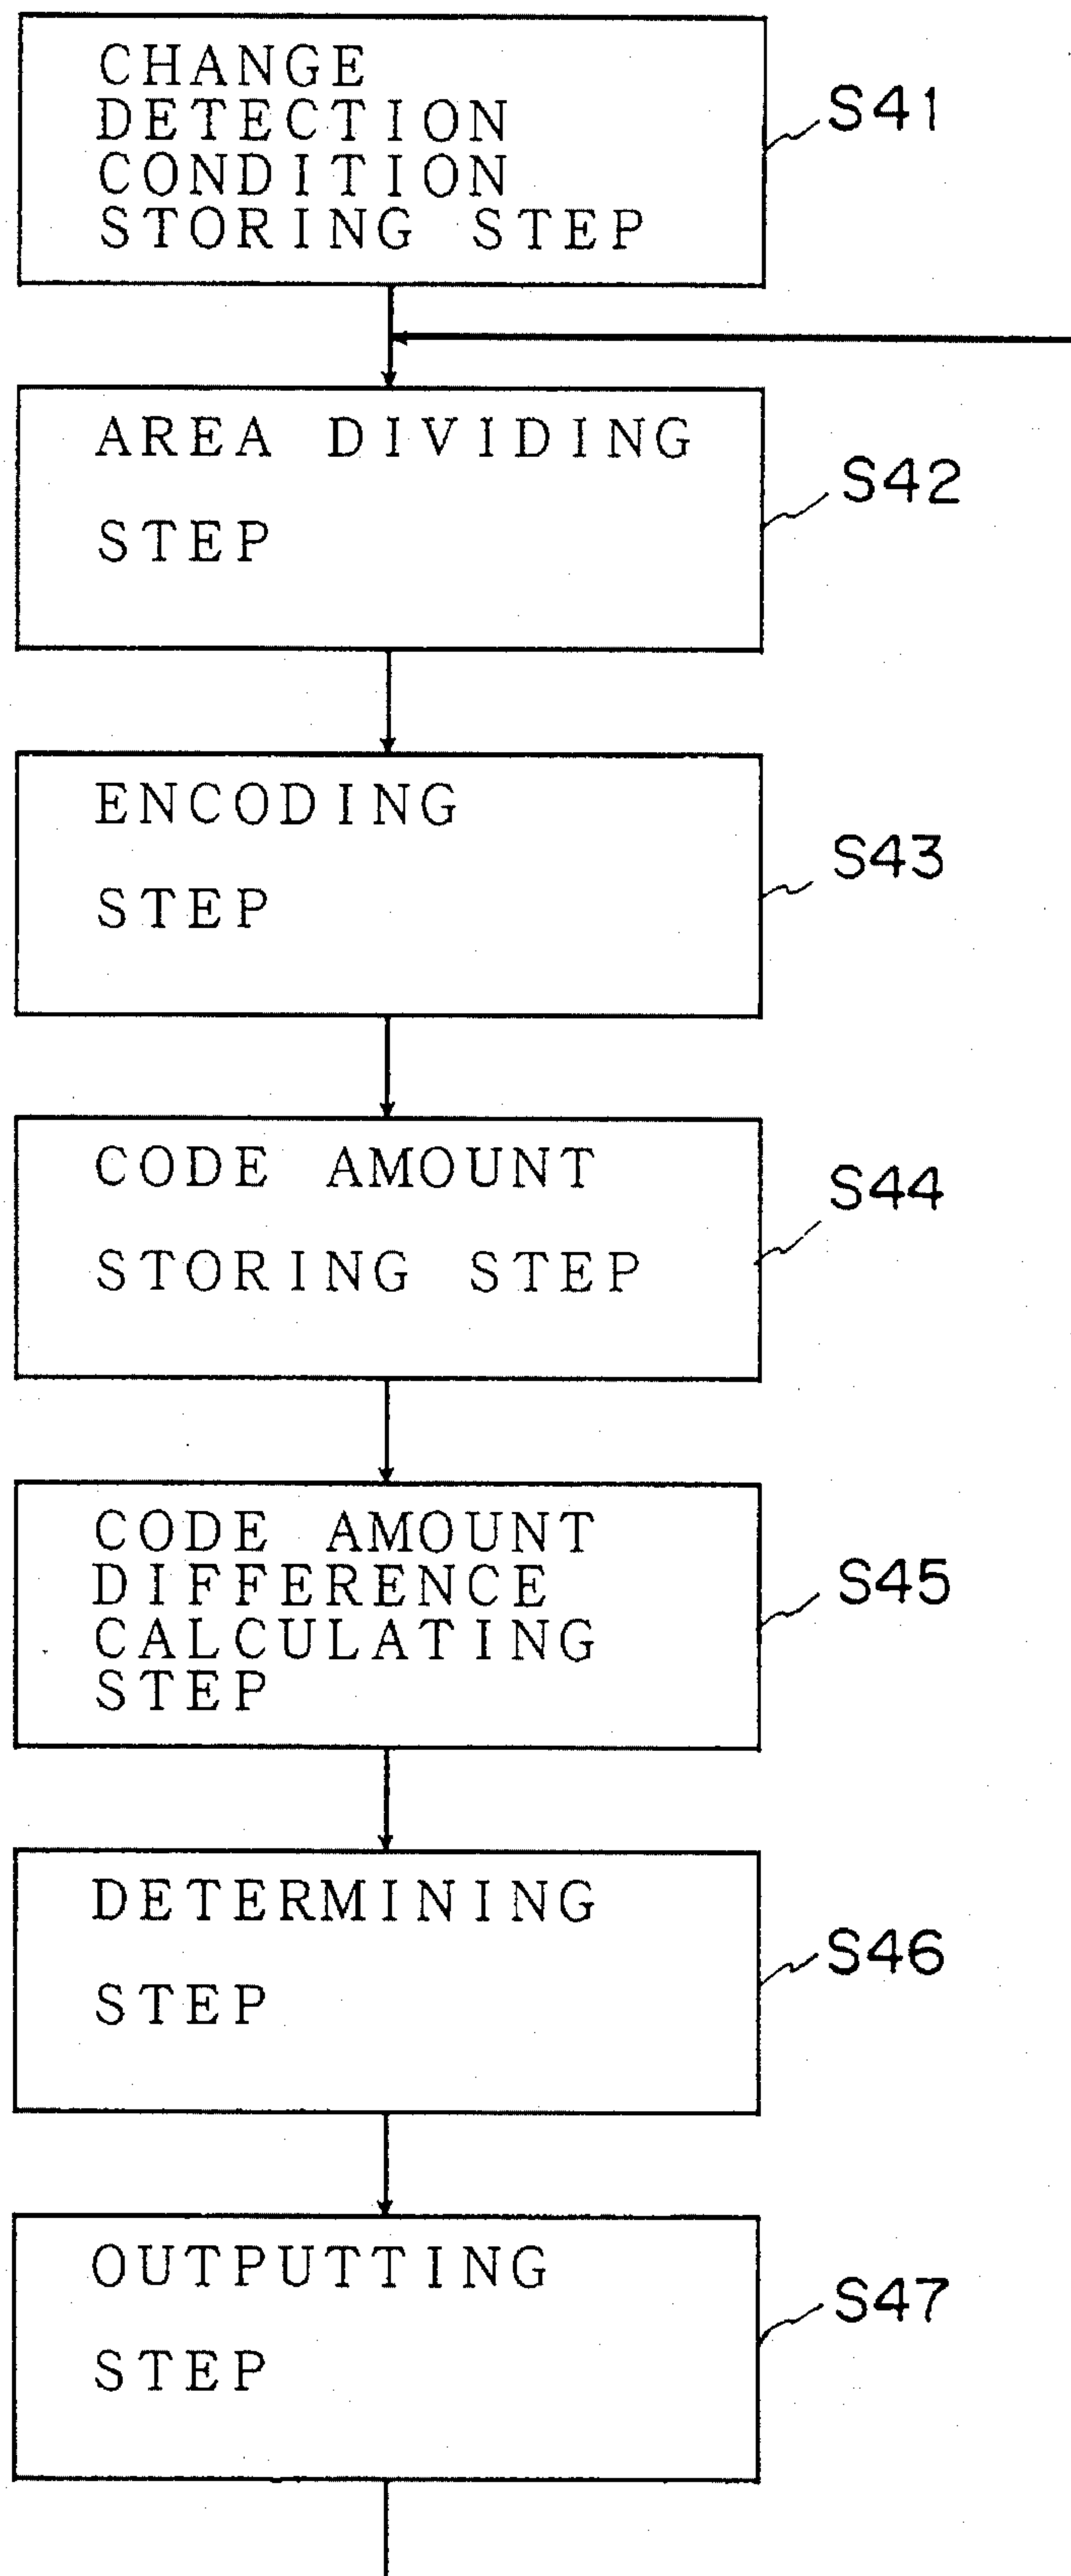 CHANGE
DETECTION
CONDITION
STORING STEP
S41
AREA DIVIDING
STEP
S42
ENCODING
STEP
S43
CODE AMOUNT
STORING STEP
S44
CODE AMOUNT
DIFFERENCE
CALCULATING
STEP
S45
DETERMINING
STEP
S46
OUTPUTTING
STEP
S47